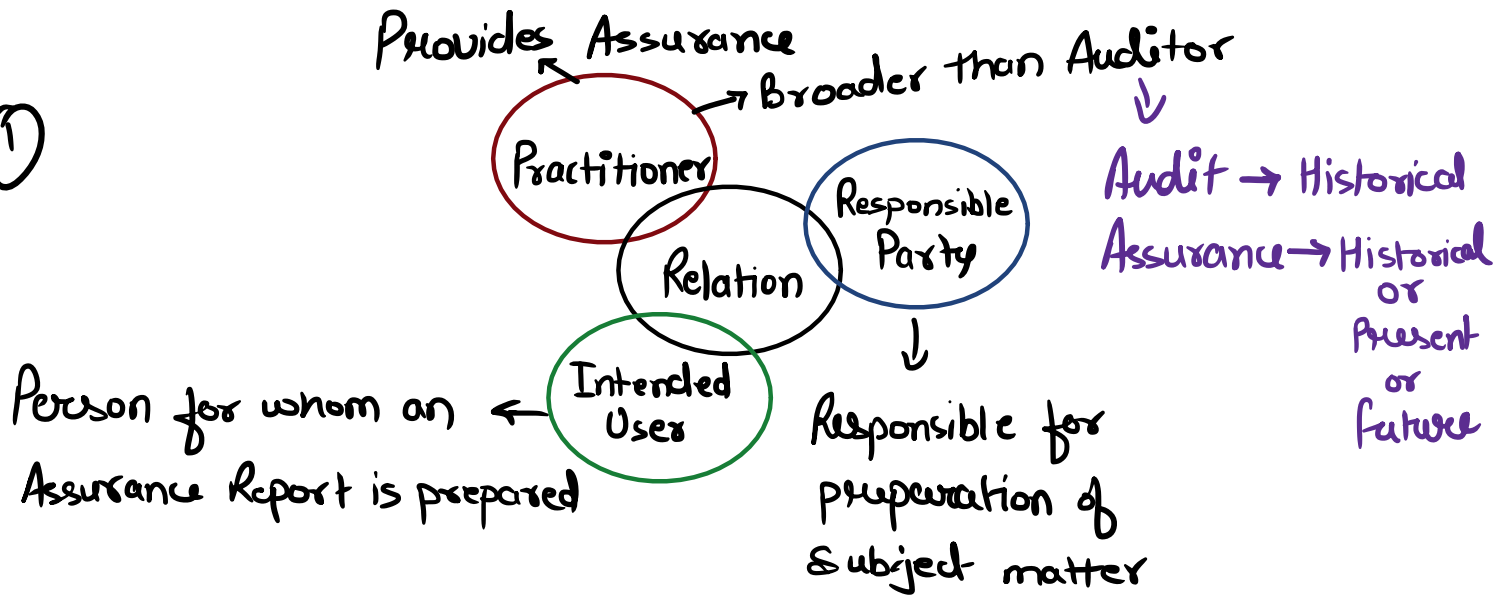 Provides Assurance
Broader than Auditor
1
Practitioner
Audit → Historical
Responsible
Party
Assurance → Historical
or
Present
or
Future
Relation
Intended
User
Person for whom an
Assurance Report is prepared
Responsible for
preparation of
subject matter